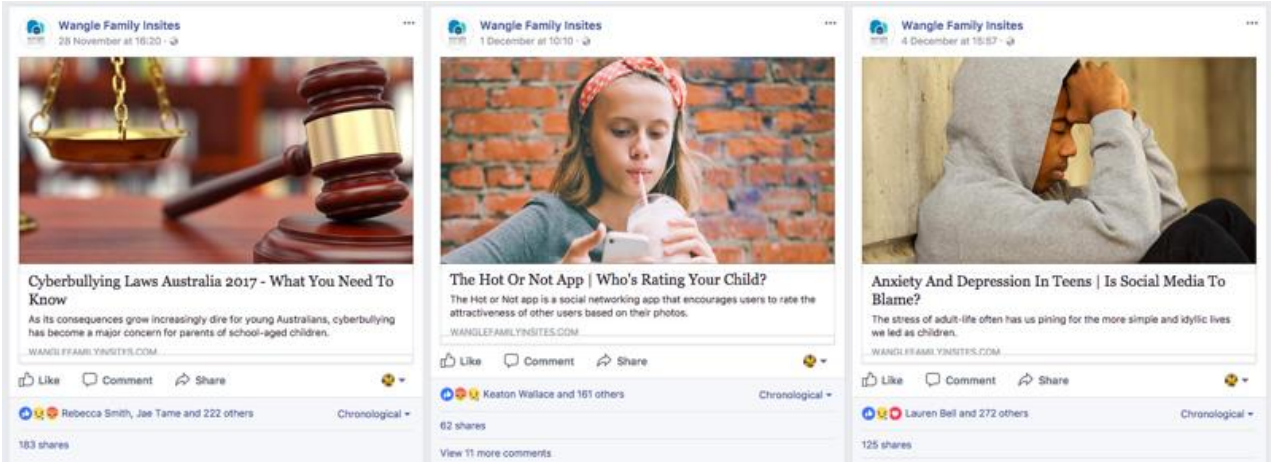 Wangle Family Insites
28 November at 16:20
Cyberbullying Laws Australia 2017 - What You Need To
Know
As its consequences grow increasingly dire for young Australians, cyberbullying
has become a major concern for parents of school-aged children.
WANGLEFAMILYINSITES.COM
Like Comment Share
Rebecca Smith, Jae Tame and 222 others
Chronological
183 shares
Wangle Family Insites
1 December at 10:10
The Hot Or Not App | Who's Rating Your Child?
The Hot or Not app is a social networking app that encourages users to rate the
attractiveness of other users based on their photos.
WANGLEFAMILYINSITES.COM
Like Comment Share
Keaton Wallace and 161 others
Chronological
62 shares
View 11 more comments
Wangle Family Insites
4 December at 15:57
Anxiety And Depression In Teens | Is Social Media To
Blame?
The stress of adult-life often has us pining for the more simple and idyllic lives
we led as children.
WANGLEFAMILYINSITES.COM
Like Comment Share
Lauren Bell and 272 others
Chronological
125 shares